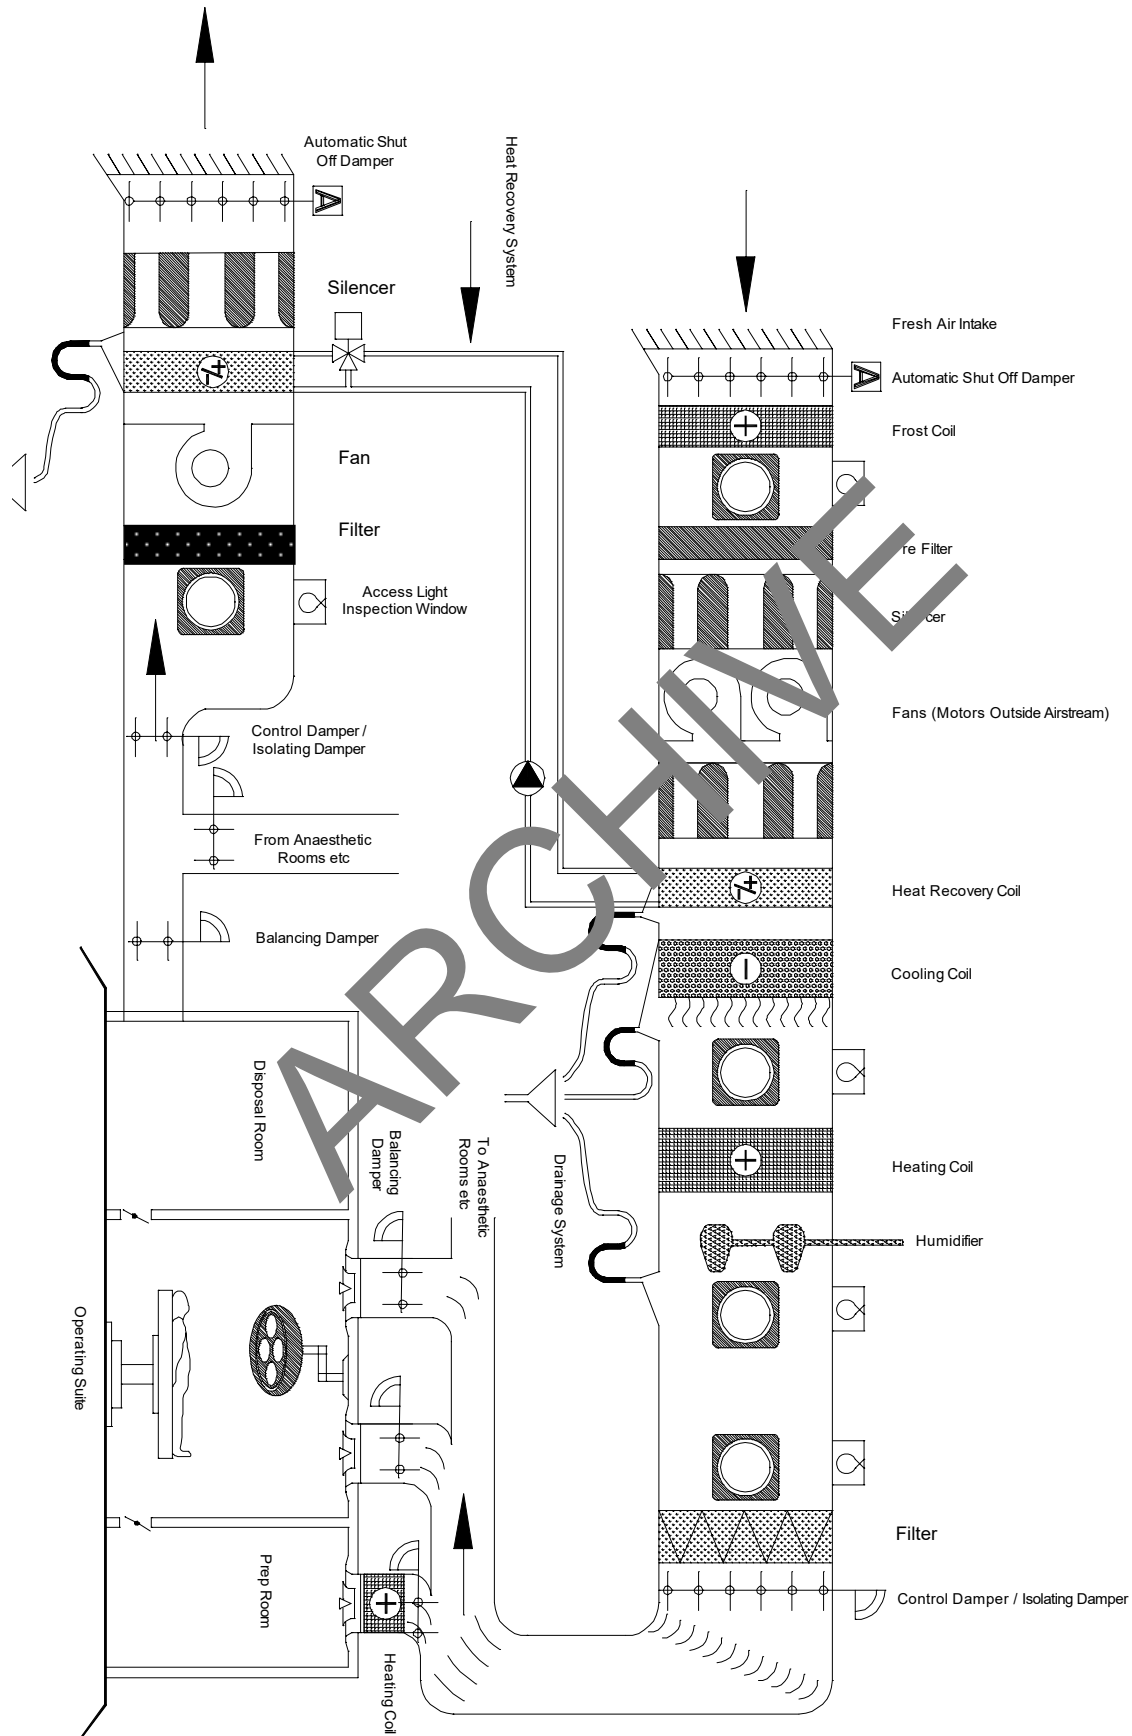 Automatic Shut
Off Damper
Heat Recovery System
Silencer
Fan
Filter
Access Light
Inspection Window
Control Damper /
Isolating Damper
From Anaesthetic
Rooms etc
Balancing Damper
Disposal Room
Balancing
Damper
To Anaesthetic
Rooms etc
Drainage System
Operating Suite
Prep Room
Heating Coil
Fresh Air Intake
Automatic Shut Off Damper
Frost Coil
re Filter
Fans (Motors Outside Airstream)
Heat Recovery Coil
Cooling Coil
Heating Coil
Humidifier
Filter
Control Damper / Isolating Damper
A
A
ARCHIVE